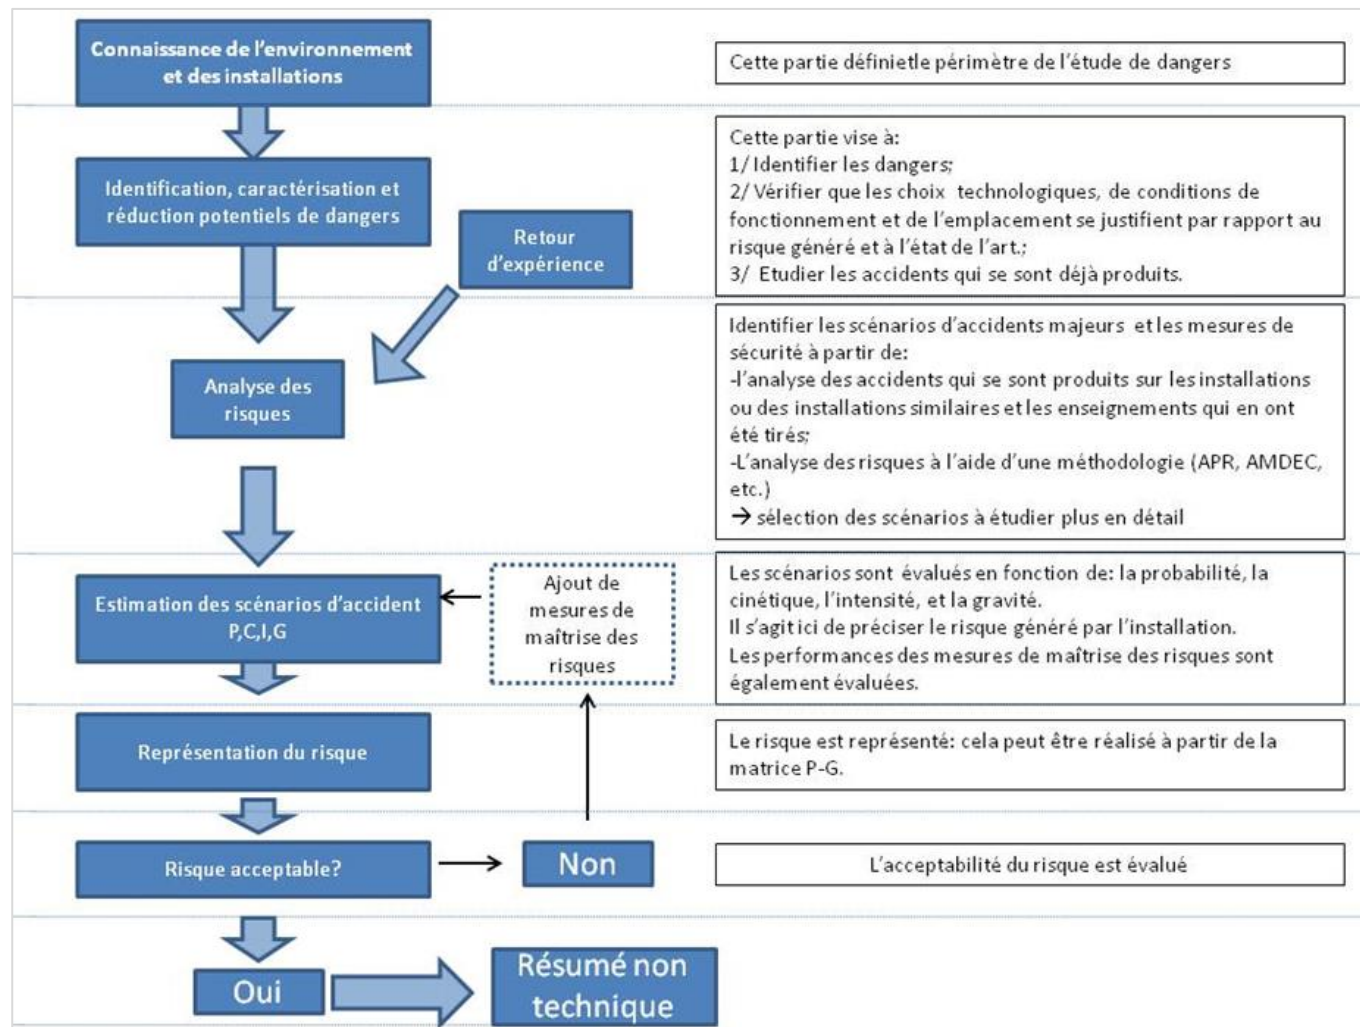 Connaissance de l'environnement
et des installations
Cette partie définietle périmètre de l'étude de dangers
Identification, caractérisation et
réduction potentiels de dangers
Cette partie vise à:
1/ Identifier les dangers;
2/ Vérifier que les choix technologiques, de conditions de
fonctionnement et de l'emplacement se justifient par rapport au
risque généré et à l'état de l'art.;
3/ Etudier les accidents qui se sont déjà produits.
Retour
d'expérience
Analyse des
risques
Identifier les scénarios d'accidents majeurs et les mesures de
sécurité à partir de:
-l'analyse des accidents qui se sont produits sur les installations
ou des installations similaires et les enseignements qui en ont
été tirés;
-L'analyse des risques à l'aide d'une méthodologie (APR, AMDEC,
etc.)
→ sélection des scénarios à étudier plus en détail
Estimation des scénarios d'accident
P,C,I,G
Ajout de
mesures de
maîtrise des
risques
Les scénarios sont évalués en fonction de: la probabilité, la
cinétique, l'intensité, et la gravité.
Il s'agit ici de préciser le risque généré par l'installation.
Les performances des mesures de maîtrise des risques sont
également évaluées.
Représentation du risque
Le risque est représenté: cela peut être réalisé à partir de la
matrice P-G.
Risque acceptable?
Non
L'acceptabilité du risque est évalué
Oui
Résumé non
technique